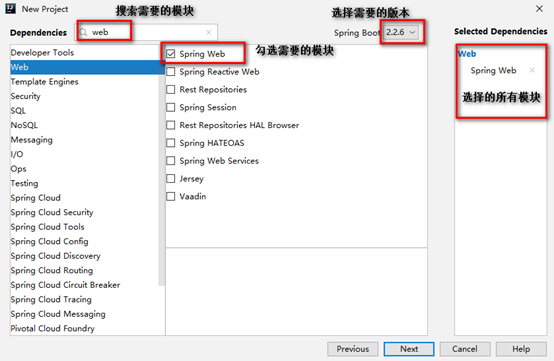 New Project
搜索需要的模块
选择需要的版本
Dependencies
web
Spring Boot
2.2.6
Selected Dependencies
Developer Tools
Web
Template Engines
Security
SQL
NoSQL
Messaging
I/O
Ops
Testing
Spring Cloud
Spring Cloud Security
Spring Cloud Tools
Spring Cloud Config
Spring Cloud Discovery
Spring Cloud Routing
Spring Cloud Circuit Breaker
Spring Cloud Tracing
Spring Cloud Messaging
Pivotal Cloud Foundry
Spring Web
勾选需要的模块
Spring Reactive Web
Rest Repositories
Spring Session
Rest Repositories HAL Browser
Spring HATEOAS
Spring Web Services
Jersey
Vaadin
Web
Spring Web
选择的所有模块
Previous
Next
Cancel
Help